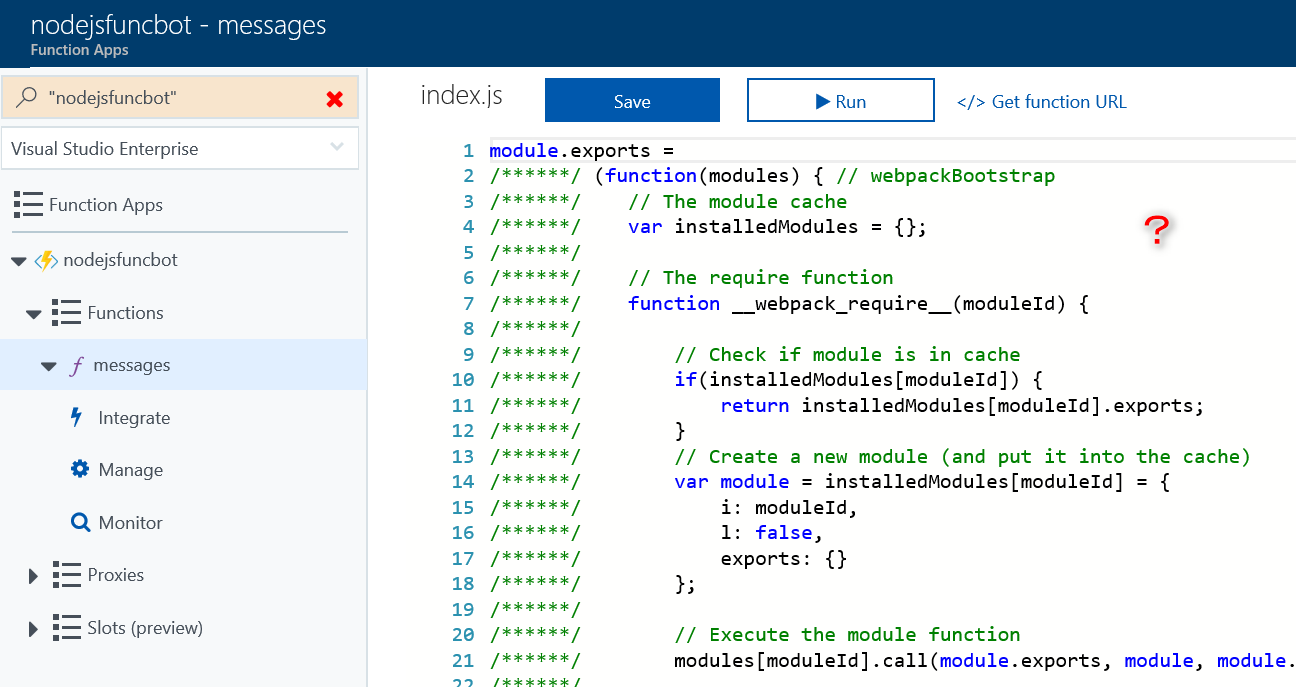 nodejsfuncbot - messages
Function Apps
"nodejsfuncbot"
Visual Studio Enterprise
Function Apps
nodejsfuncbot
Functions
f messages
Integrate
Manage
Monitor
Proxies
Slots (preview)
index.js Save Run </> Get function URL
?
1 module.exports =
2 /******/ (function(modules) { // webpackBootstrap
3 /******/ // The module cache
4 /******/ var installedModules = {};
5 /******/
6 /******/ // The require function
7 /******/ function __webpack_require__(moduleId) {
8 /******/
9 /******/ // Check if module is in cache
10 /******/ if(installedModules[moduleId]) {
11 /******/ return installedModules[moduleId].exports;
12 /******/ }
13 /******/ // Create a new module (and put it into the cache)
14 /******/ var module = installedModules[moduleId] = {
15 /******/ i: moduleId,
16 /******/ l: false,
17 /******/ exports: {}
18 /******/ };
19 /******/
20 /******/ // Execute the module function
21 /******/ modules[moduleId].call(module.exports, module, module.
22 /******/